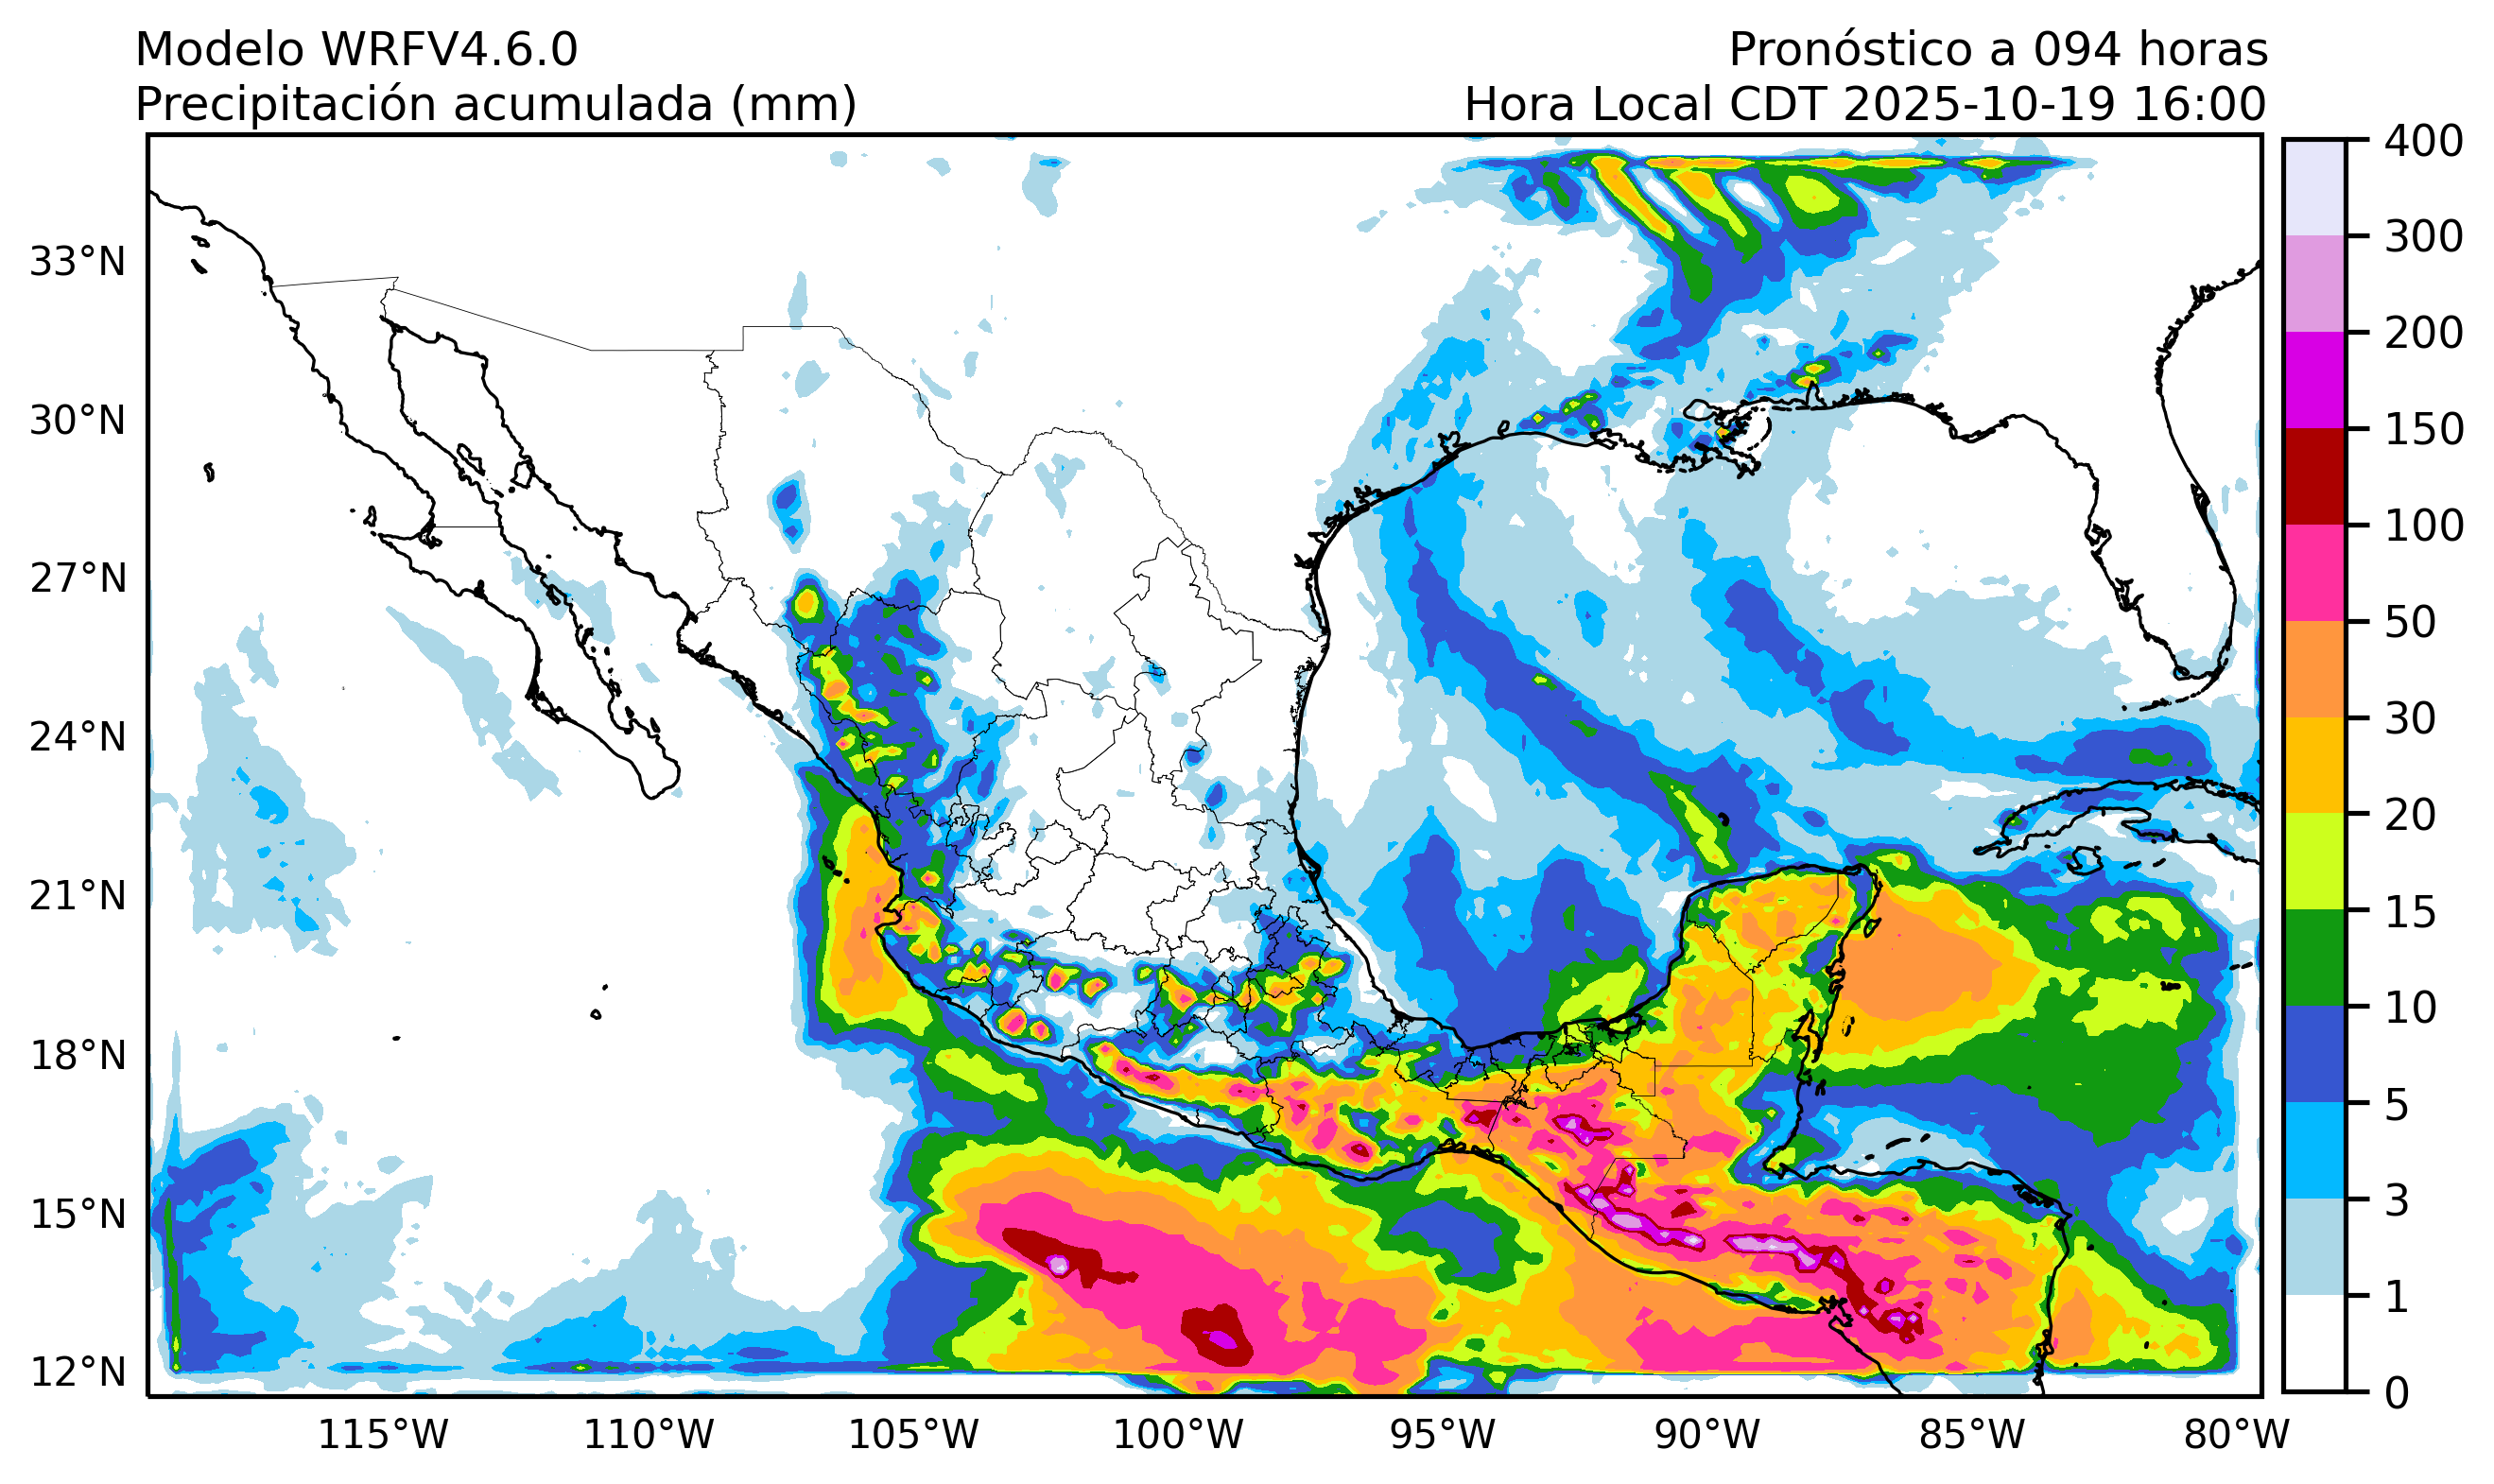 Modelo WRFV4.6.0
Pronóstico a 094 horas
Precipitación acumulada (mm)
Hora Local CDT 2025-10-19 16:00
33°N
30°N
27°N
24°N
21°N
18°N
15°N
12°N
115°W
110°W
105°W
100°W
95°W
90°W
85°W
80°W
400
300
200
150
100
50
30
20
15
10
5
3
1
0